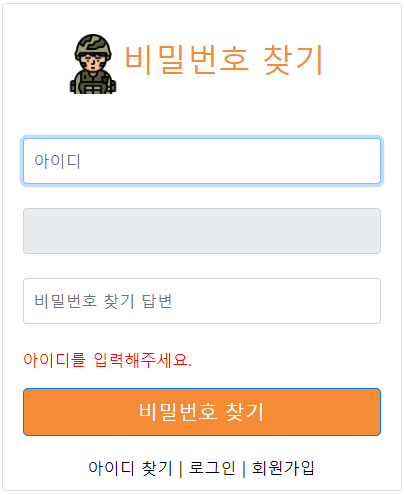 비밀번호 찾기
아이디
비밀번호 찾기 답변
아이디를 입력해주세요.
비밀번호 찾기
아이디 찾기 | 로그인 | 회원가입